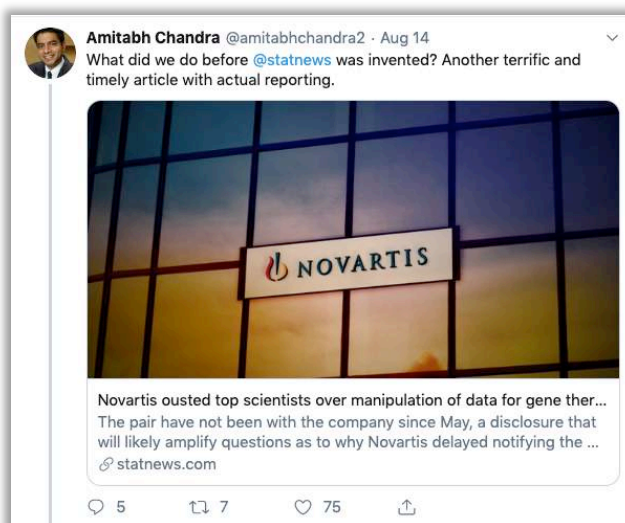 Amitabh Chandra @amitabhchandra2 · Aug 14
What did we do before @statnews was invented? Another terrific and
timely article with actual reporting.
NOVARTIS
Novartis ousted top scientists over manipulation of data for gene ther...
The pair have not been with the company since May, a disclosure that
will likely amplify questions as to why Novartis delayed notifying the ...
statnews.com
5 7 75